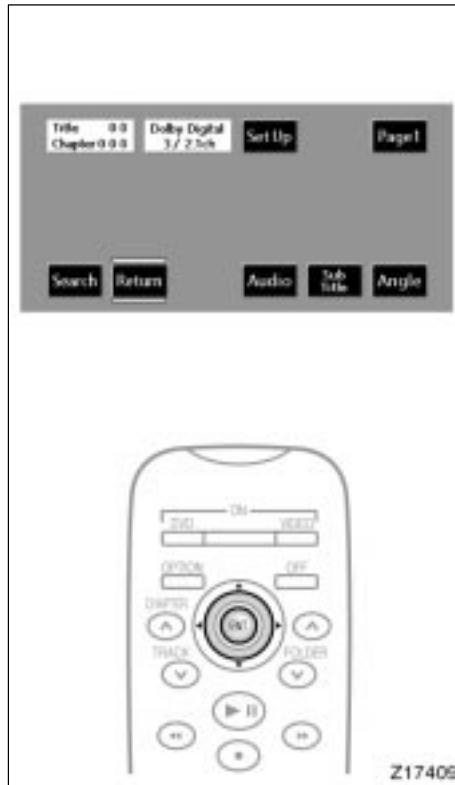 Title 0 0
Chapter 0 0 0
Dolby Digital
3 / 2.1ch
Set Up
Page1
Search
Return
Audio
Sub
Title
Angle
ON
DVD
VIDEO
OPTION
OFF
CHAPTER
ENT
TRACK
FOLDER
Z17409